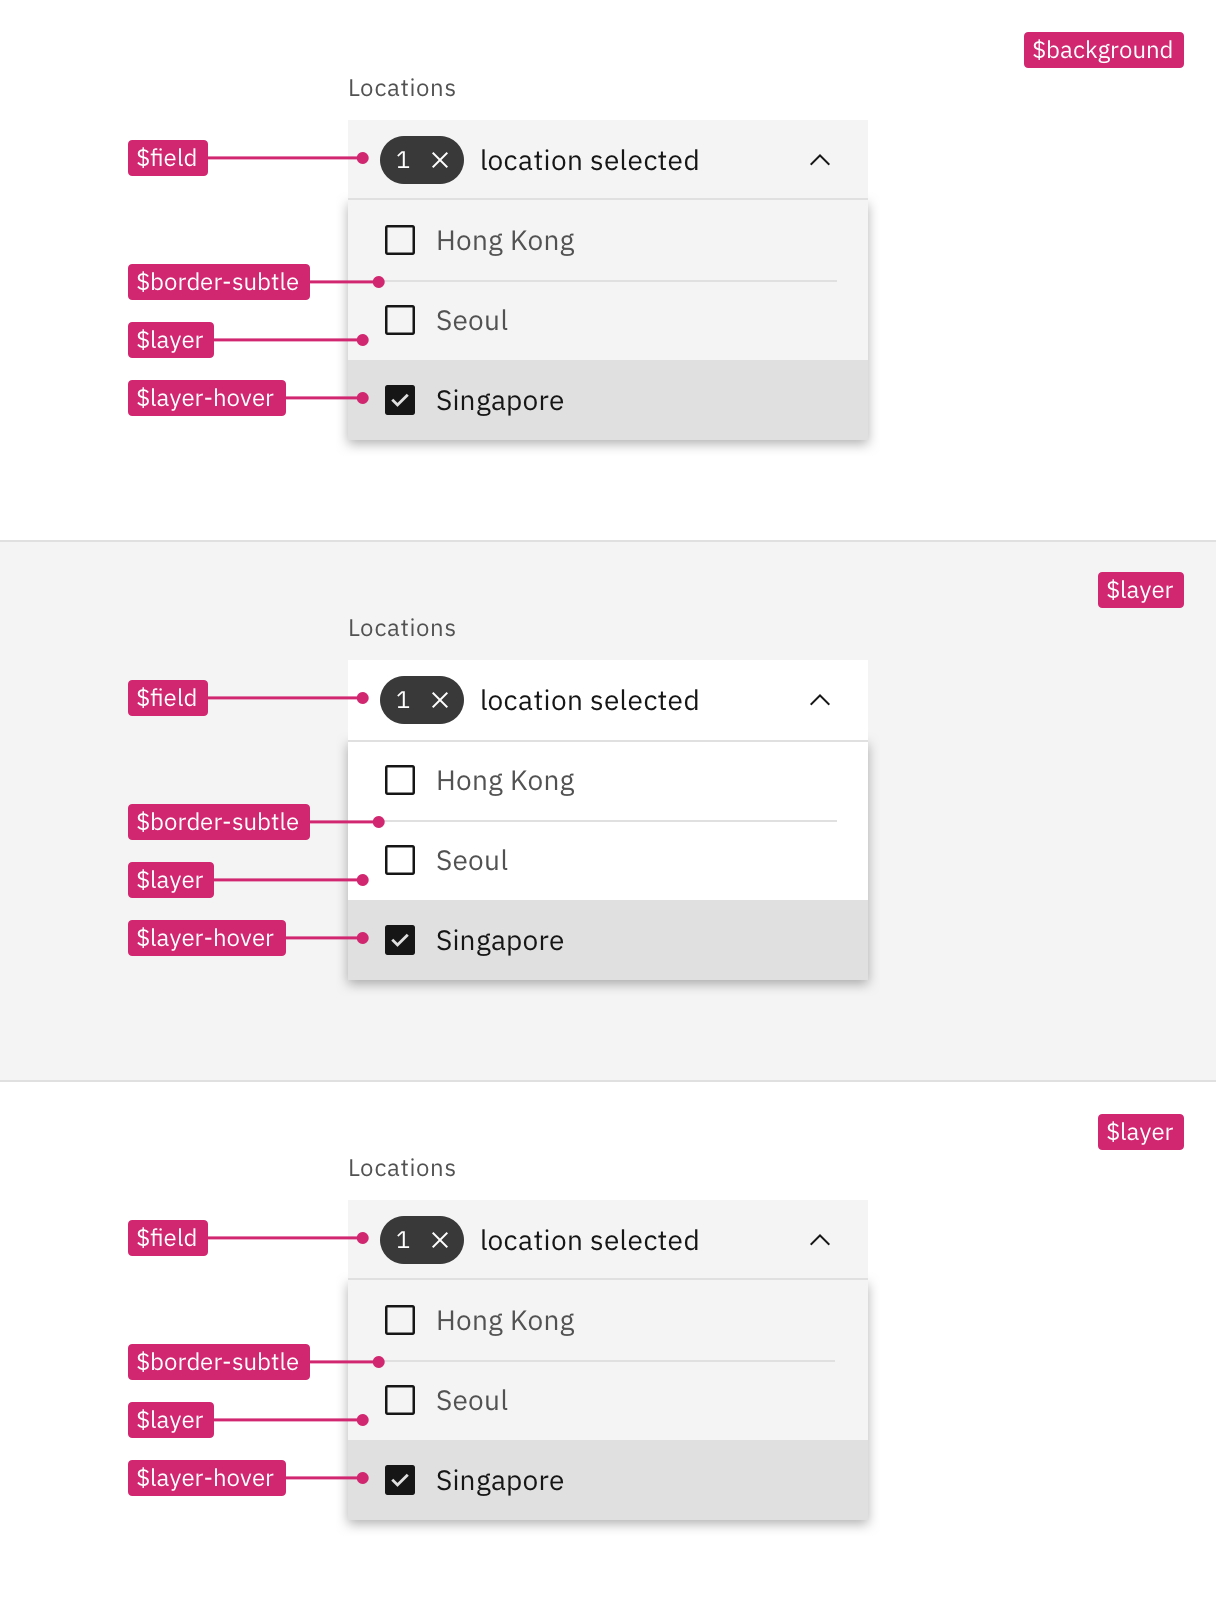 $background
Locations
$field
1
location selected
Hong Kong
$border-subtle
Seoul
$layer
$layer-hover
Singapore
$layer
Locations
$field
1
location selected
Hong Kong
$border-subtle
Seoul
$layer
$layer-hover
Singapore
$layer
Locations
$field
1
location selected
Hong Kong
$border-subtle
Seoul
$layer
$layer-hover
Singapore